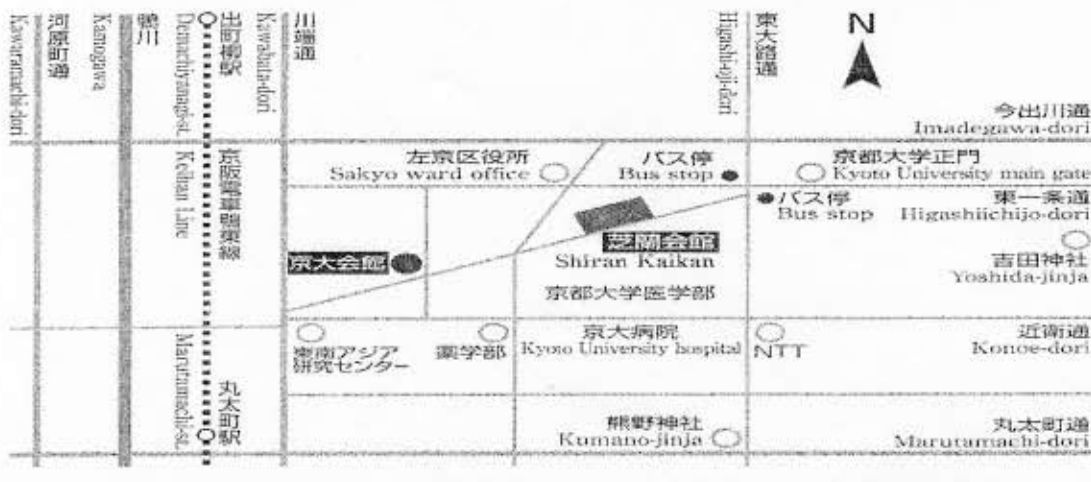 河原町通
Kawaramachi-dori
鴨川
Kamogawa
出町柳駅
Demachiyanagi-st.
川端通
Kawabata-dori
東大路通
Higashi-oji-dori
N
今出川通
Imadegawa-dori
京阪電車鴨東線
Keihan Line
左京区役所
Sakyo ward office
バス停
Bus stop
京都大学正門
Kyoto University main gate
バス停
Bus stop
東一条通
Higashiichijo-dori
芝蘭会館
Shiran Kaikan
京大会館
吉田神社
Yoshida-jinja
京都大学医学部
東南アジア
研究センター
薬学部
京大病院
Kyoto University hospital
NTT
近衛通
Konoe-dori
丸太町駅
Marutamachi-st.
熊野神社
Kumano-jinja
丸太町通
Marutamachi-dori